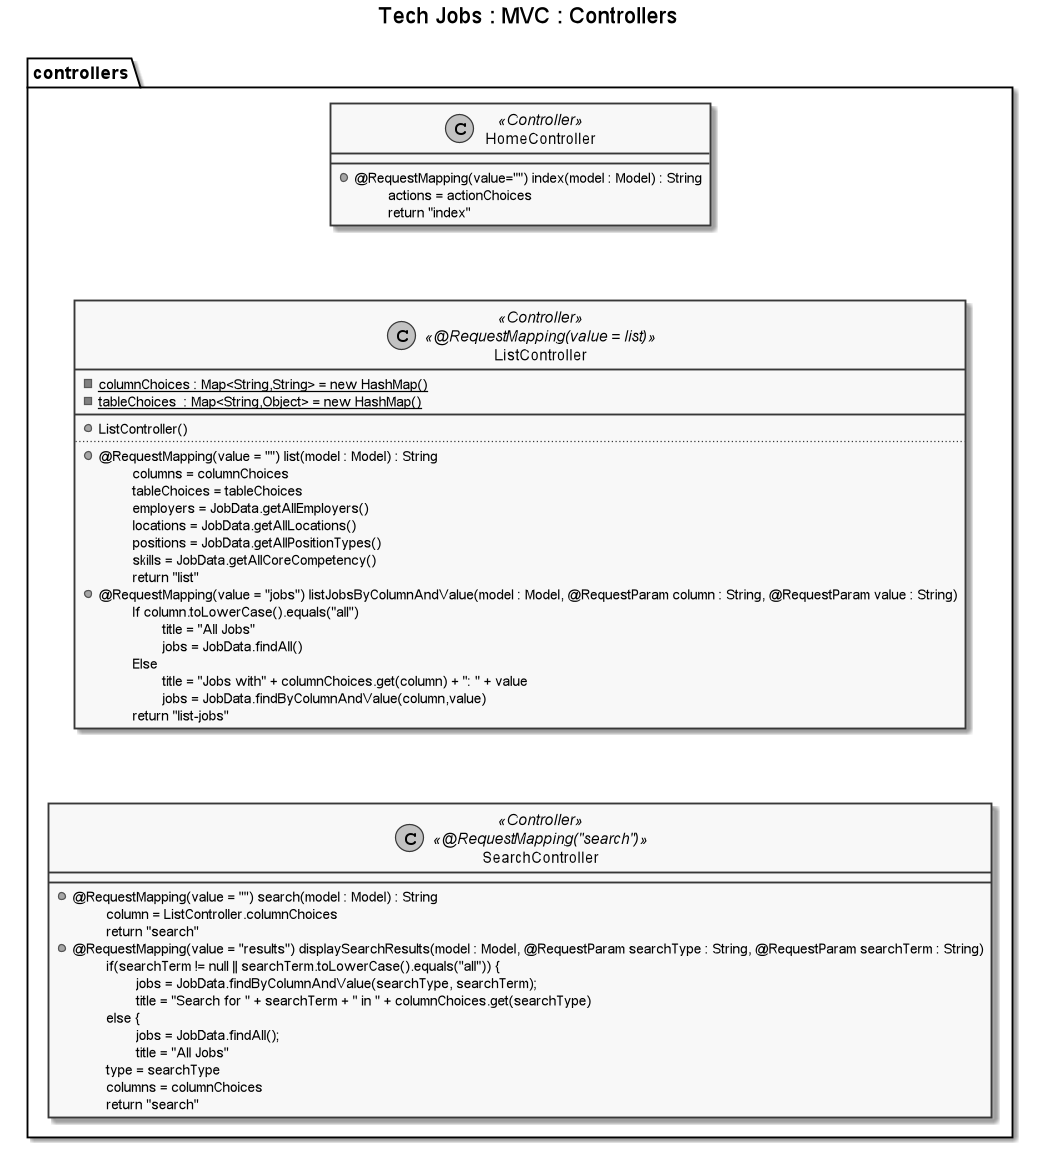 Tech Jobs : MVC : Controllers
controllers
C
«Controller»
HomeController
@RequestMapping(value="") index(model : Model) : String
actions = actionChoices
return "index"
C
«Controller»
«@RequestMapping(value = list)»
ListController
columnChoices : Map<String,String> = new HashMap()
tableChoices : Map<String,Object> = new HashMap()
ListController()
@RequestMapping(value = "") list(model : Model) : String
columns = columnChoices
tableChoices = tableChoices
employers = JobData.getAllEmployers()
locations = JobData.getAllLocations()
positions = JobData.getAllPositionTypes()
skills = JobData.getAllCoreCompetency()
return "list"
@RequestMapping(value = "jobs") listJobsByColumnAndValue(model : Model, @RequestParam column : String, @RequestParam value : String)
If column.toLowerCase().equals("all")
title = "All Jobs"
jobs = JobData.findAll()
Else
title = "Jobs with" + columnChoices.get(column) + ": " + value
jobs = JobData.findByColumnAndValue(column,value)
return "list-jobs"
C
«Controller»
«@RequestMapping("search")»
SearchController
@RequestMapping(value = "") search(model : Model) : String
column = ListController.columnChoices
return "search"
@RequestMapping(value = "results") displaySearchResults(model : Model, @RequestParam searchType : String, @RequestParam searchTerm : String)
if(searchTerm != null || searchTerm.toLowerCase().equals("all")) {
jobs = JobData.findByColumnAndValue(searchType, searchTerm);
title = "Search for " + searchTerm + " in " + columnChoices.get(searchType)
else {
jobs = JobData.findAll();
title = "All Jobs"
type = searchType
columns = columnChoices
return "search"